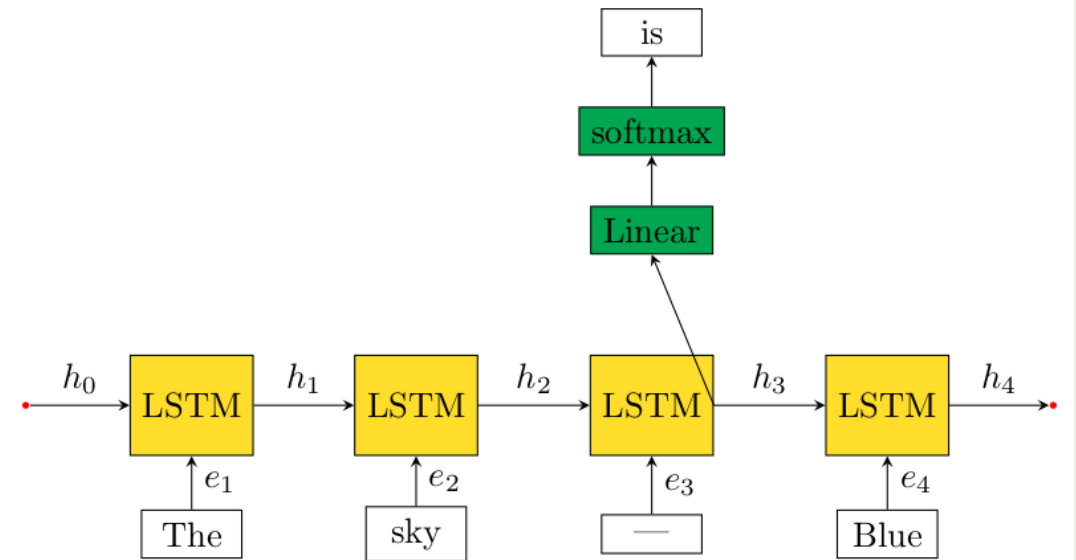 is
softmax
Linear
h₀ LSTM h₁ LSTM h₂ LSTM h₃ LSTM h₄
e₁ e₂ e₃ e₄
The sky — Blue